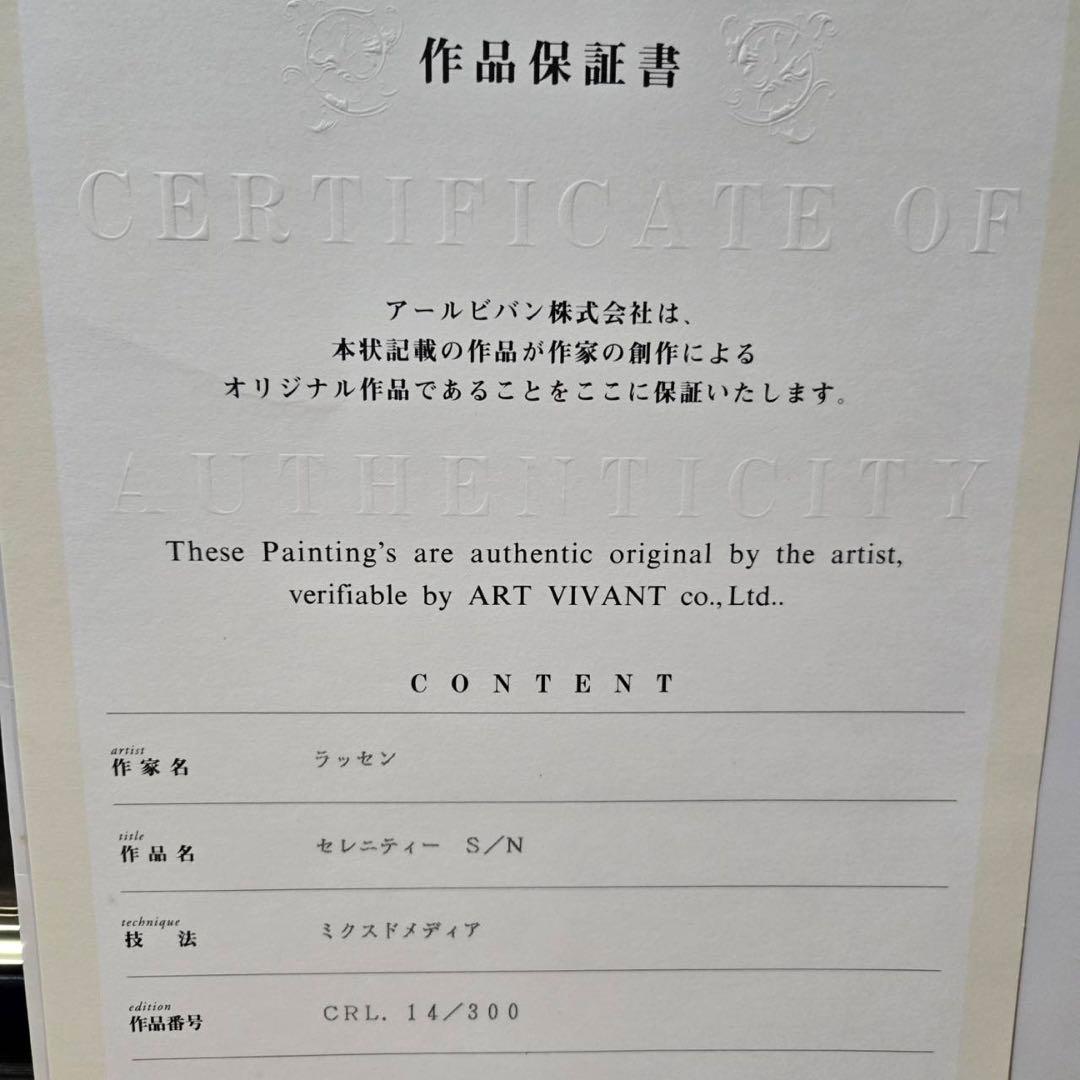 作品保証書
CERTIFICATE OF
アールビバン株式会社は、
本状記載の作品が作家の創作による
オリジナル作品であることをここに保証いたします。
AUTHENTICITY
These Painting's are authentic original by the artist,
verifiable by ART VIVANT co.,Ltd..
CONTENT
artist
作家名 ラッセン
title
作品名 セレニティー S/N
technique
技 法 ミクスドメディア
edition
作品番号 CRL. 14/300